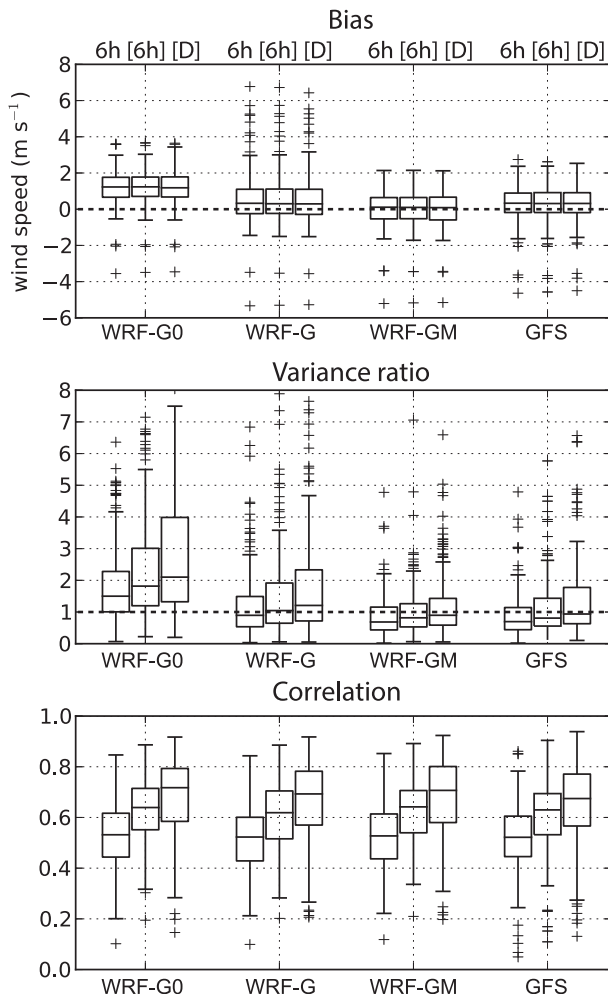 Bias
6h [6h] [D] 6h [6h] [D] 6h [6h] [D] 6h [6h] [D]
wind speed (m s⁻¹)
8
6
4
2
0
−2
−4
−6
WRF-G0 WRF-G WRF-GM GFS
Variance ratio
8
7
6
5
4
3
2
1
0
WRF-G0 WRF-G WRF-GM GFS
Correlation
1.0
0.8
0.6
0.4
0.2
0.0
WRF-G0 WRF-G WRF-GM GFS